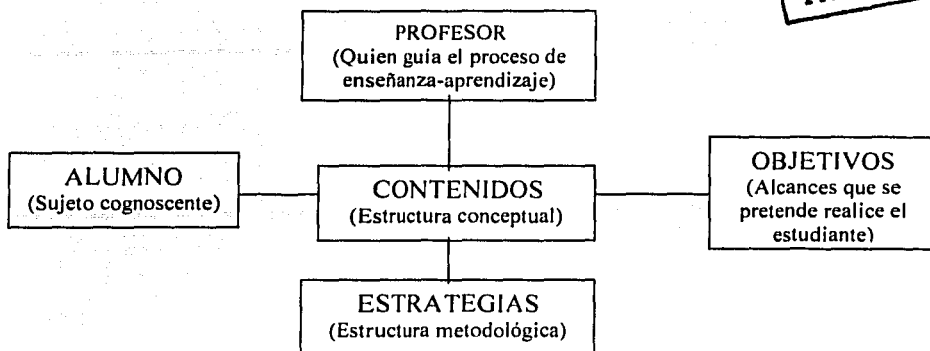 PROFESOR
(Quien guía el proceso de
enseñanza-aprendizaje)
ALUMNO
(Sujeto cognoscente)
CONTENIDOS
(Estructura conceptual)
OBJETIVOS
(Alcances que se
pretende realice el
estudiante)
ESTRATEGIAS
(Estructura metodológica)